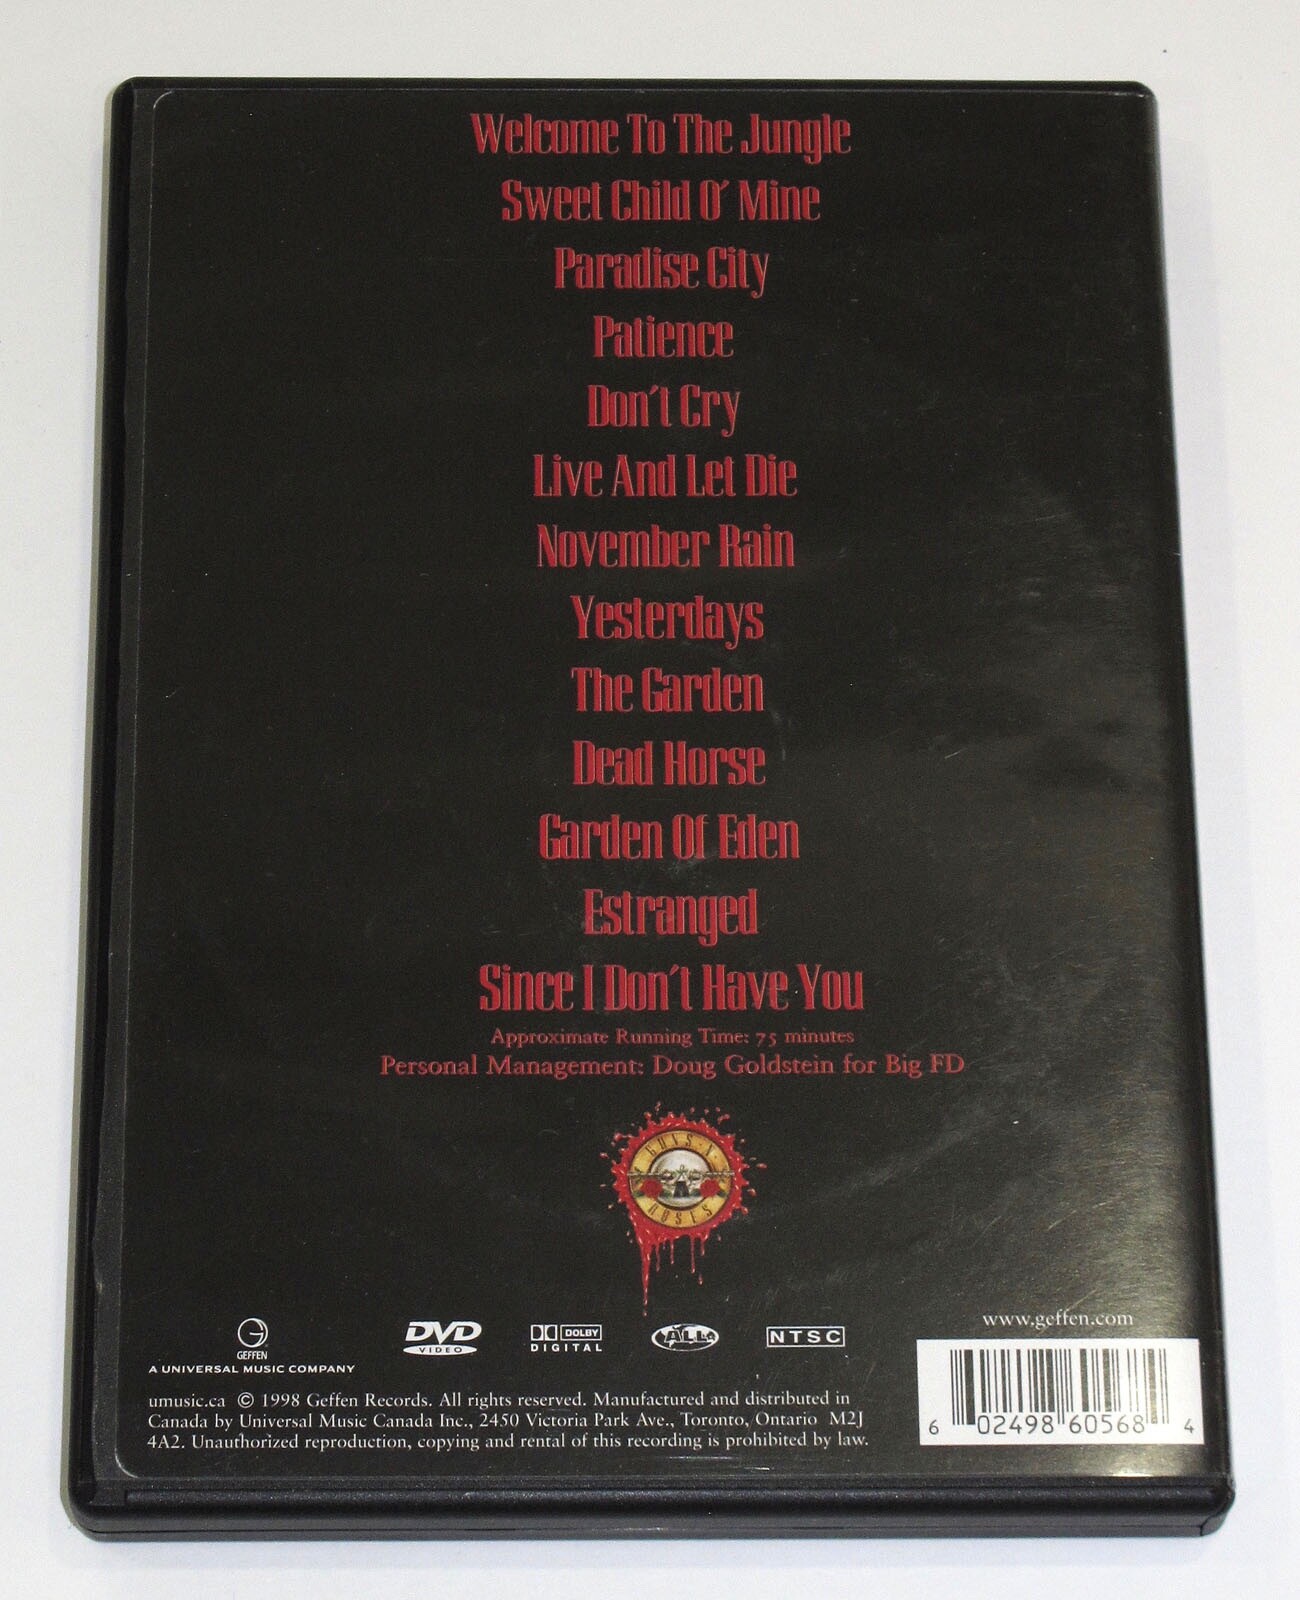 Welcome To The Jungle
Sweet Child O' Mine
Paradise City
Patience
Don't Cry
Live And Let Die
November Rain
Yesterdays
The Garden
Dead Horse
Garden Of Eden
Estranged
Since I Don't Have You
Approximate Running Time: 75 minutes
Personal Management: Doug Goldstein for Big FD
GUNS N'
ROSES
G
GEFFEN
A UNIVERSAL MUSIC COMPANY
DVD
VIDEO
DOLBY
DIGITAL
ALL
NTSC
www.geffen.com
umusic.ca © 1998 Geffen Records. All rights reserved. Manufactured and distributed in
Canada by Universal Music Canada Inc., 2450 Victoria Park Ave., Toronto, Ontario M2J
4A2. Unauthorized reproduction, copying and rental of this recording is prohibited by law.
6 02498 60568 4